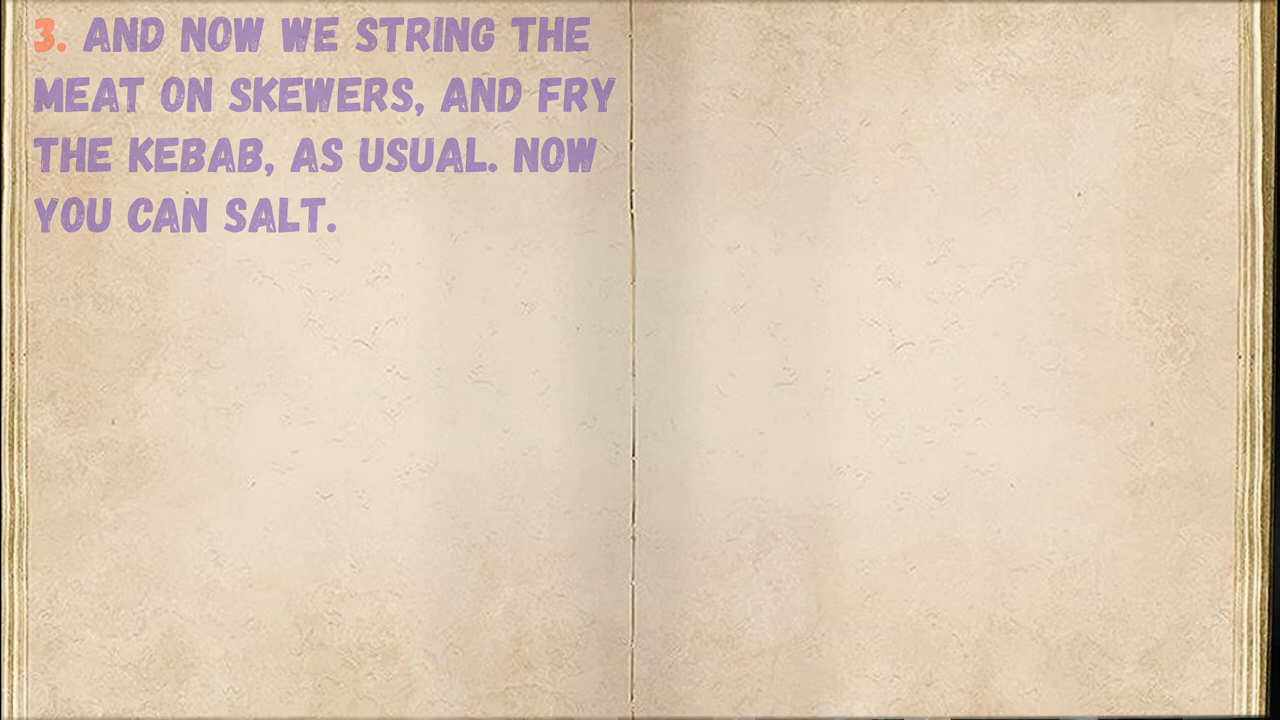 3. AND NOW WE STRING THE
MEAT ON SKEWERS, AND FRY
THE KEBAB, AS USUAL. NOW
YOU CAN SALT.